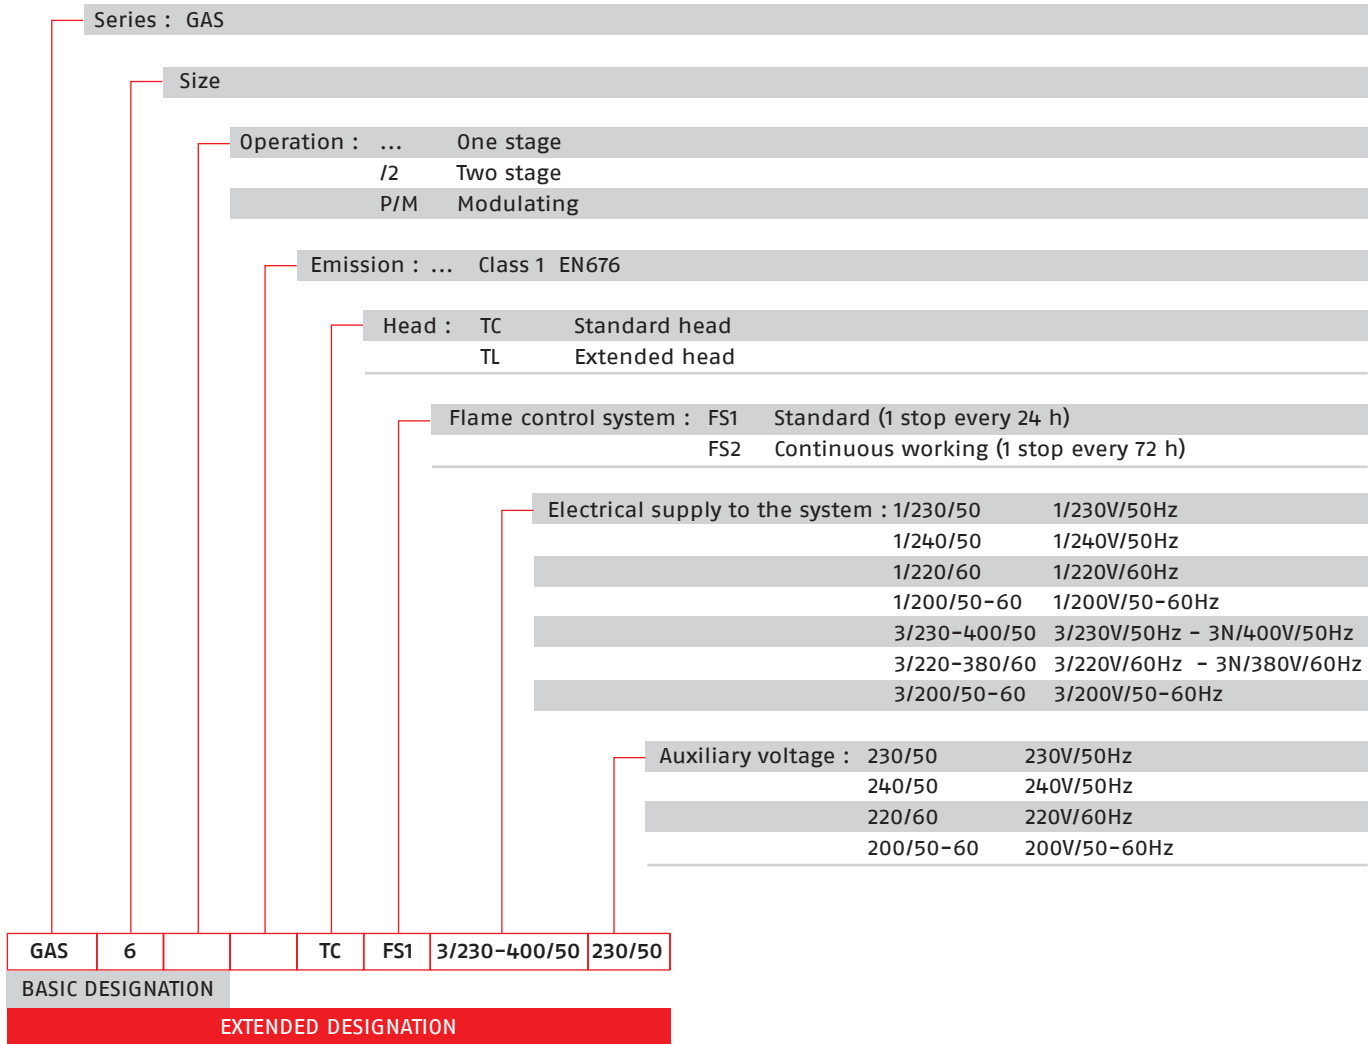 Series : GAS
Size
Operation : ... One stage
/2 Two stage
P/M Modulating
Emission : ... Class 1 EN676
Head : TC Standard head
TL Extended head
Flame control system : FS1 Standard (1 stop every 24 h)
FS2 Continuous working (1 stop every 72 h)
Electrical supply to the system : 1/230/50 1/230V/50Hz
1/240/50 1/240V/50Hz
1/220/60 1/220V/60Hz
1/200/50-60 1/200V/50-60Hz
3/230-400/50 3/230V/50Hz - 3N/400V/50Hz
3/220-380/60 3/220V/60Hz - 3N/380V/60Hz
3/200/50-60 3/200V/50-60Hz
Auxiliary voltage : 230/50 230V/50Hz
240/50 240V/50Hz
220/60 220V/60Hz
200/50-60 200V/50-60Hz
GAS 6 TC FS1 3/230-400/50 230/50
BASIC DESIGNATION
EXTENDED DESIGNATION